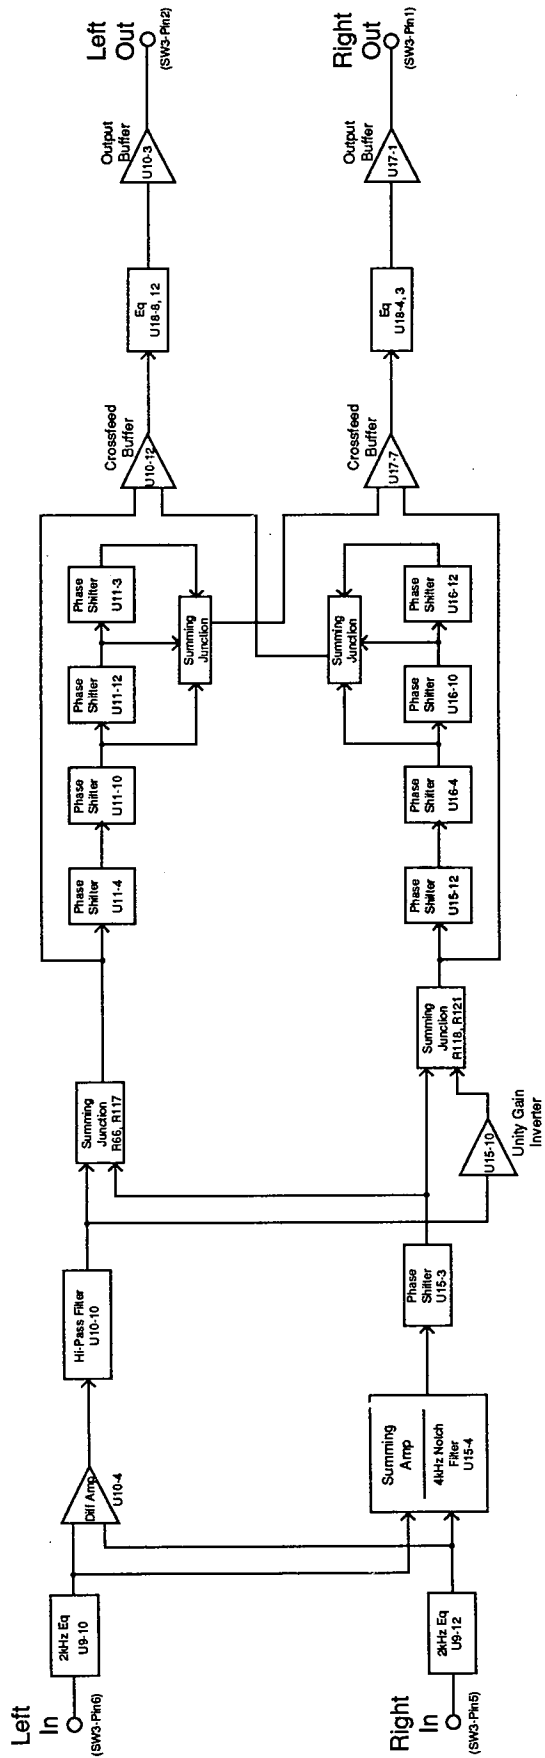 Left
In
(SW3-Pin6)
2kHz Eq
U9-10
Diff Amp
U10-4
Hi-Pass Filter
U10-10
Summing
Junction
R66, R117
Phase
Shifter
U11-4
Phase
Shifter
U11-10
Phase
Shifter
U11-12
Phase
Shifter
U11-3
Summing
Junction
Crossfeed
Buffer
U10-12
Eq
U18-8, 12
Output
Buffer
U10-3
Left
Out
(SW3-Pin2)
Right
In
(SW3-Pin5)
2kHz Eq
U9-12
Summing
Amp
4kHz Notch
Filter
U15-4
Phase
Shifter
U15-3
U15-10
Unity Gain
Inverter
Summing
Junction
R118, R121
Phase
Shifter
U15-12
Phase
Shifter
U16-4
Phase
Shifter
U16-10
Phase
Shifter
U16-12
Summing
Junction
Crossfeed
Buffer
U17-7
Eq
U18-4, 3
Output
Buffer
U17-1
Right
Out
(SW3-Pin1)